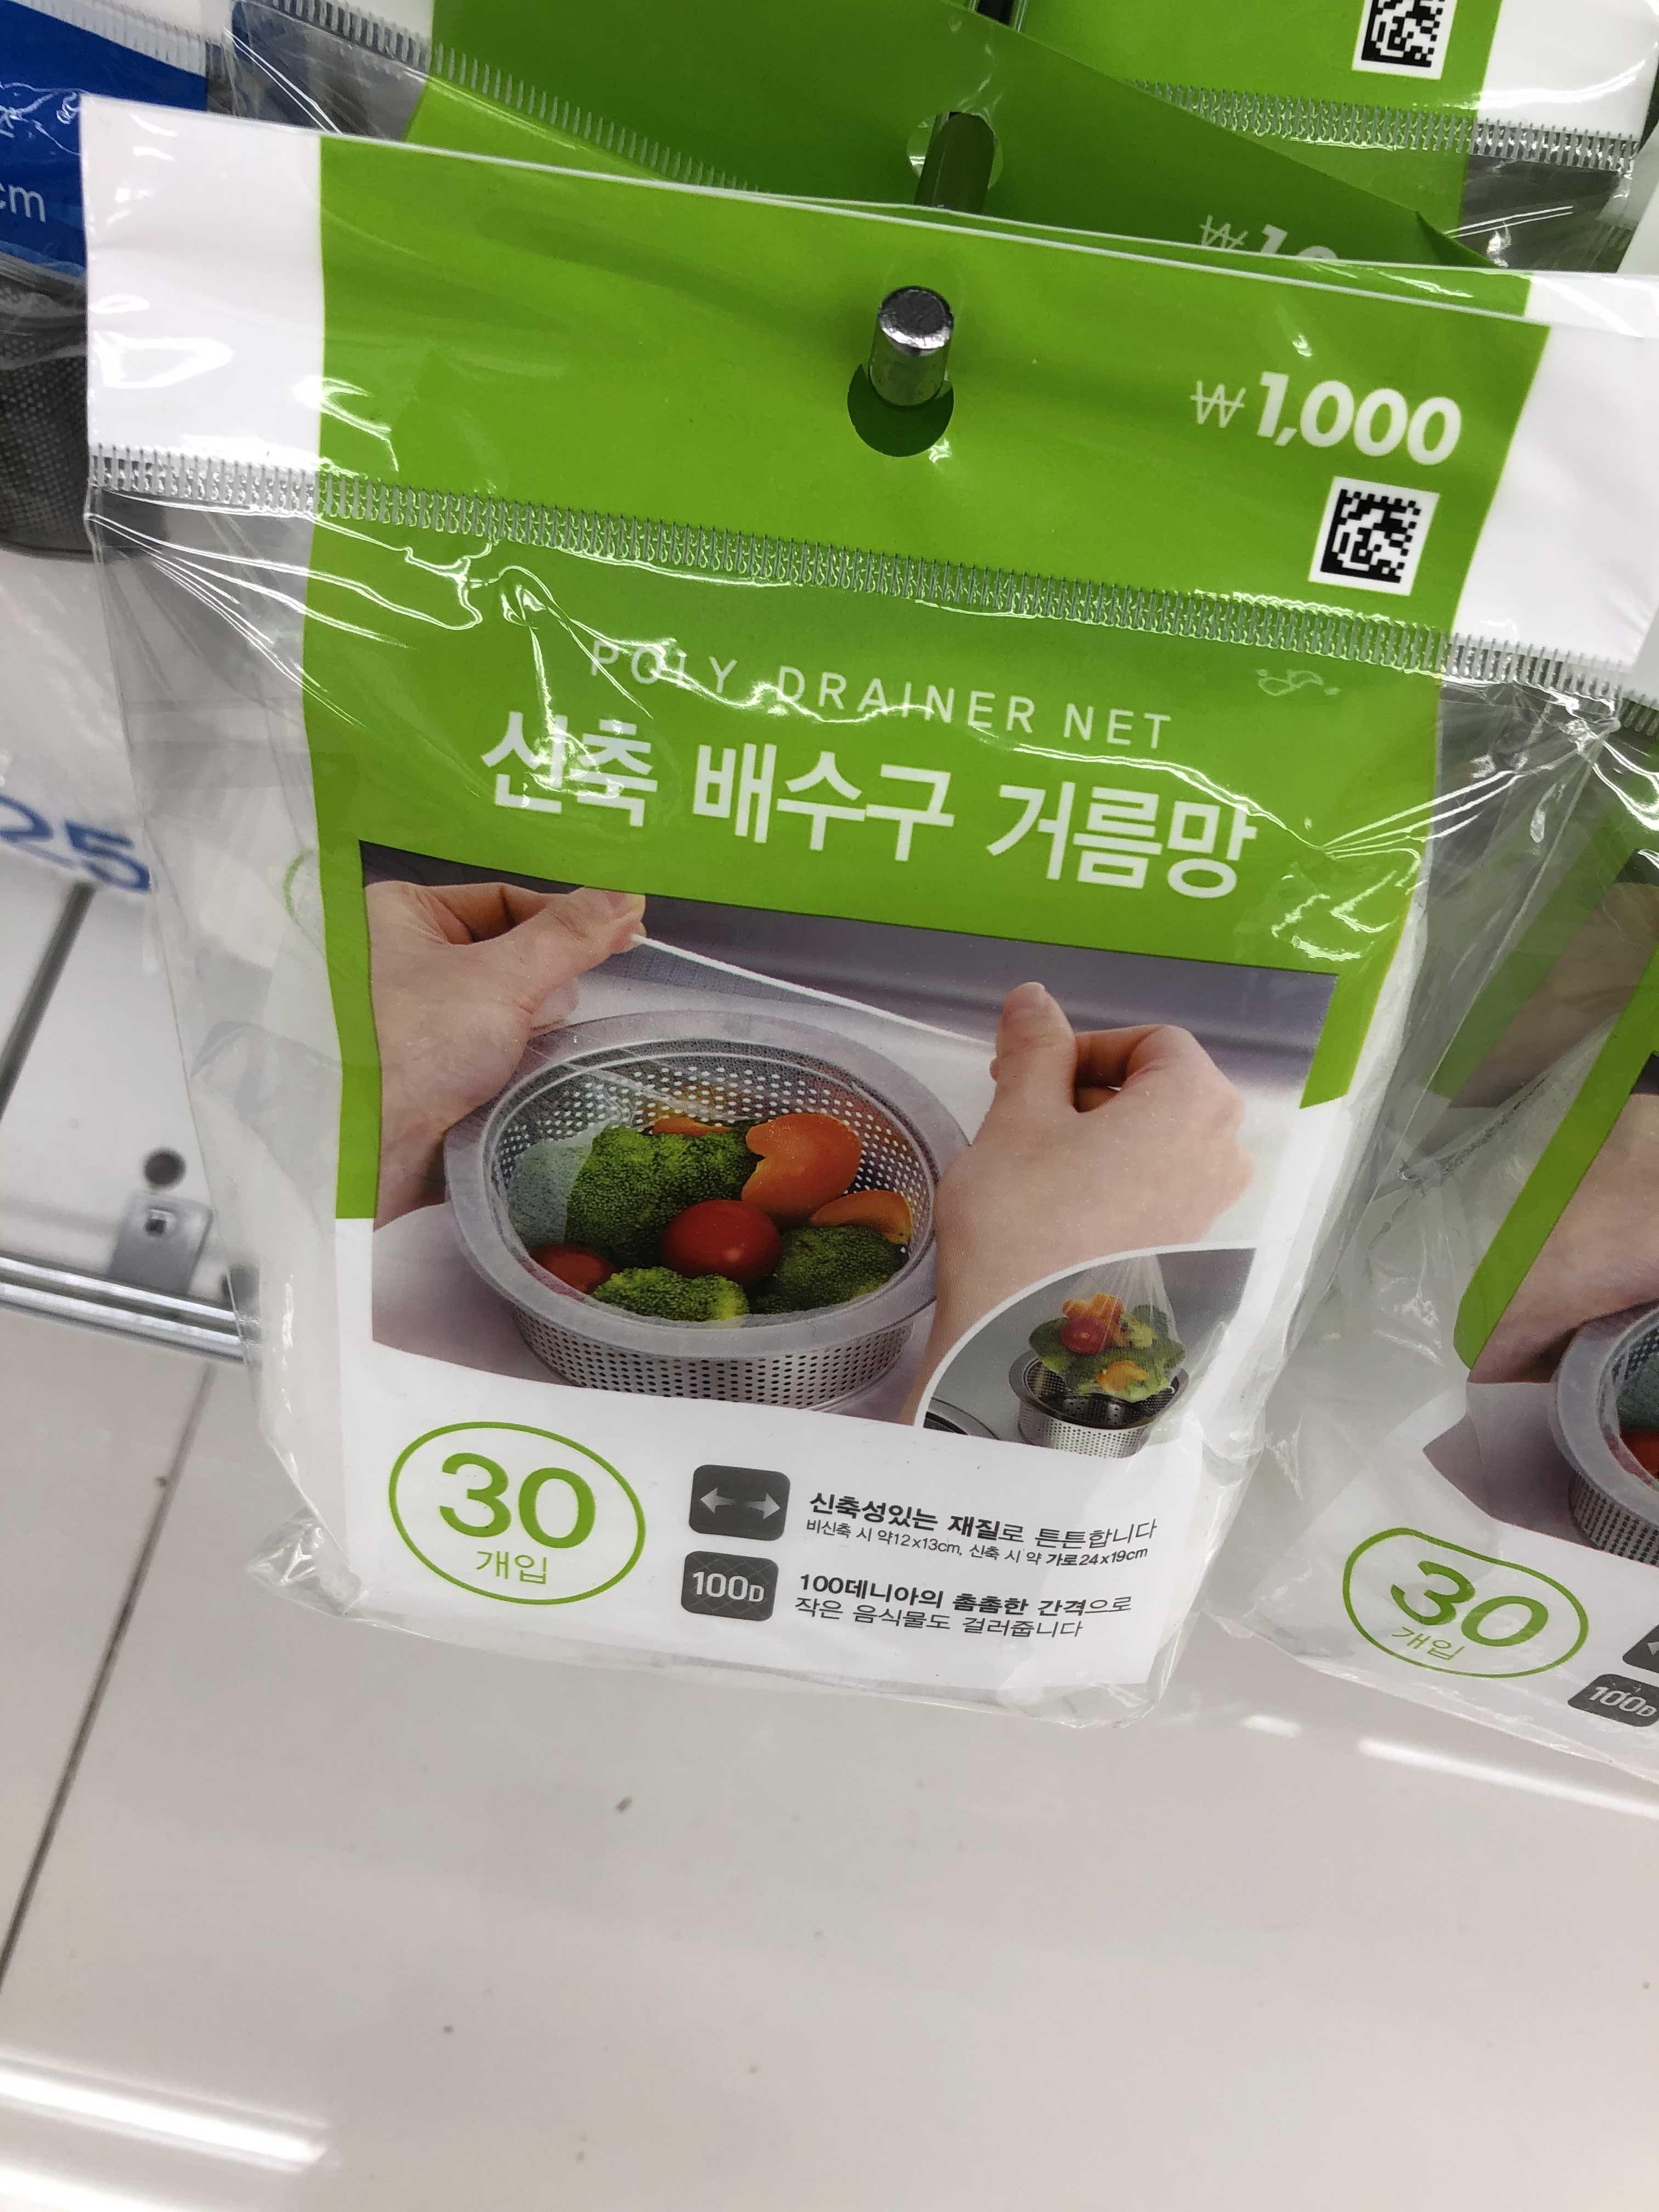 cm
₩1,000
POLY DRAINER NET
신축 배수구 거름망
25
30
개입
신축성있는 재질로 튼튼합니다
비신축 시 약12x13cm, 신축 시 약 가로24x19cm
100D
100데니아의 촘촘한 간격으로
작은 음식물도 걸러줍니다
30
개입
100D